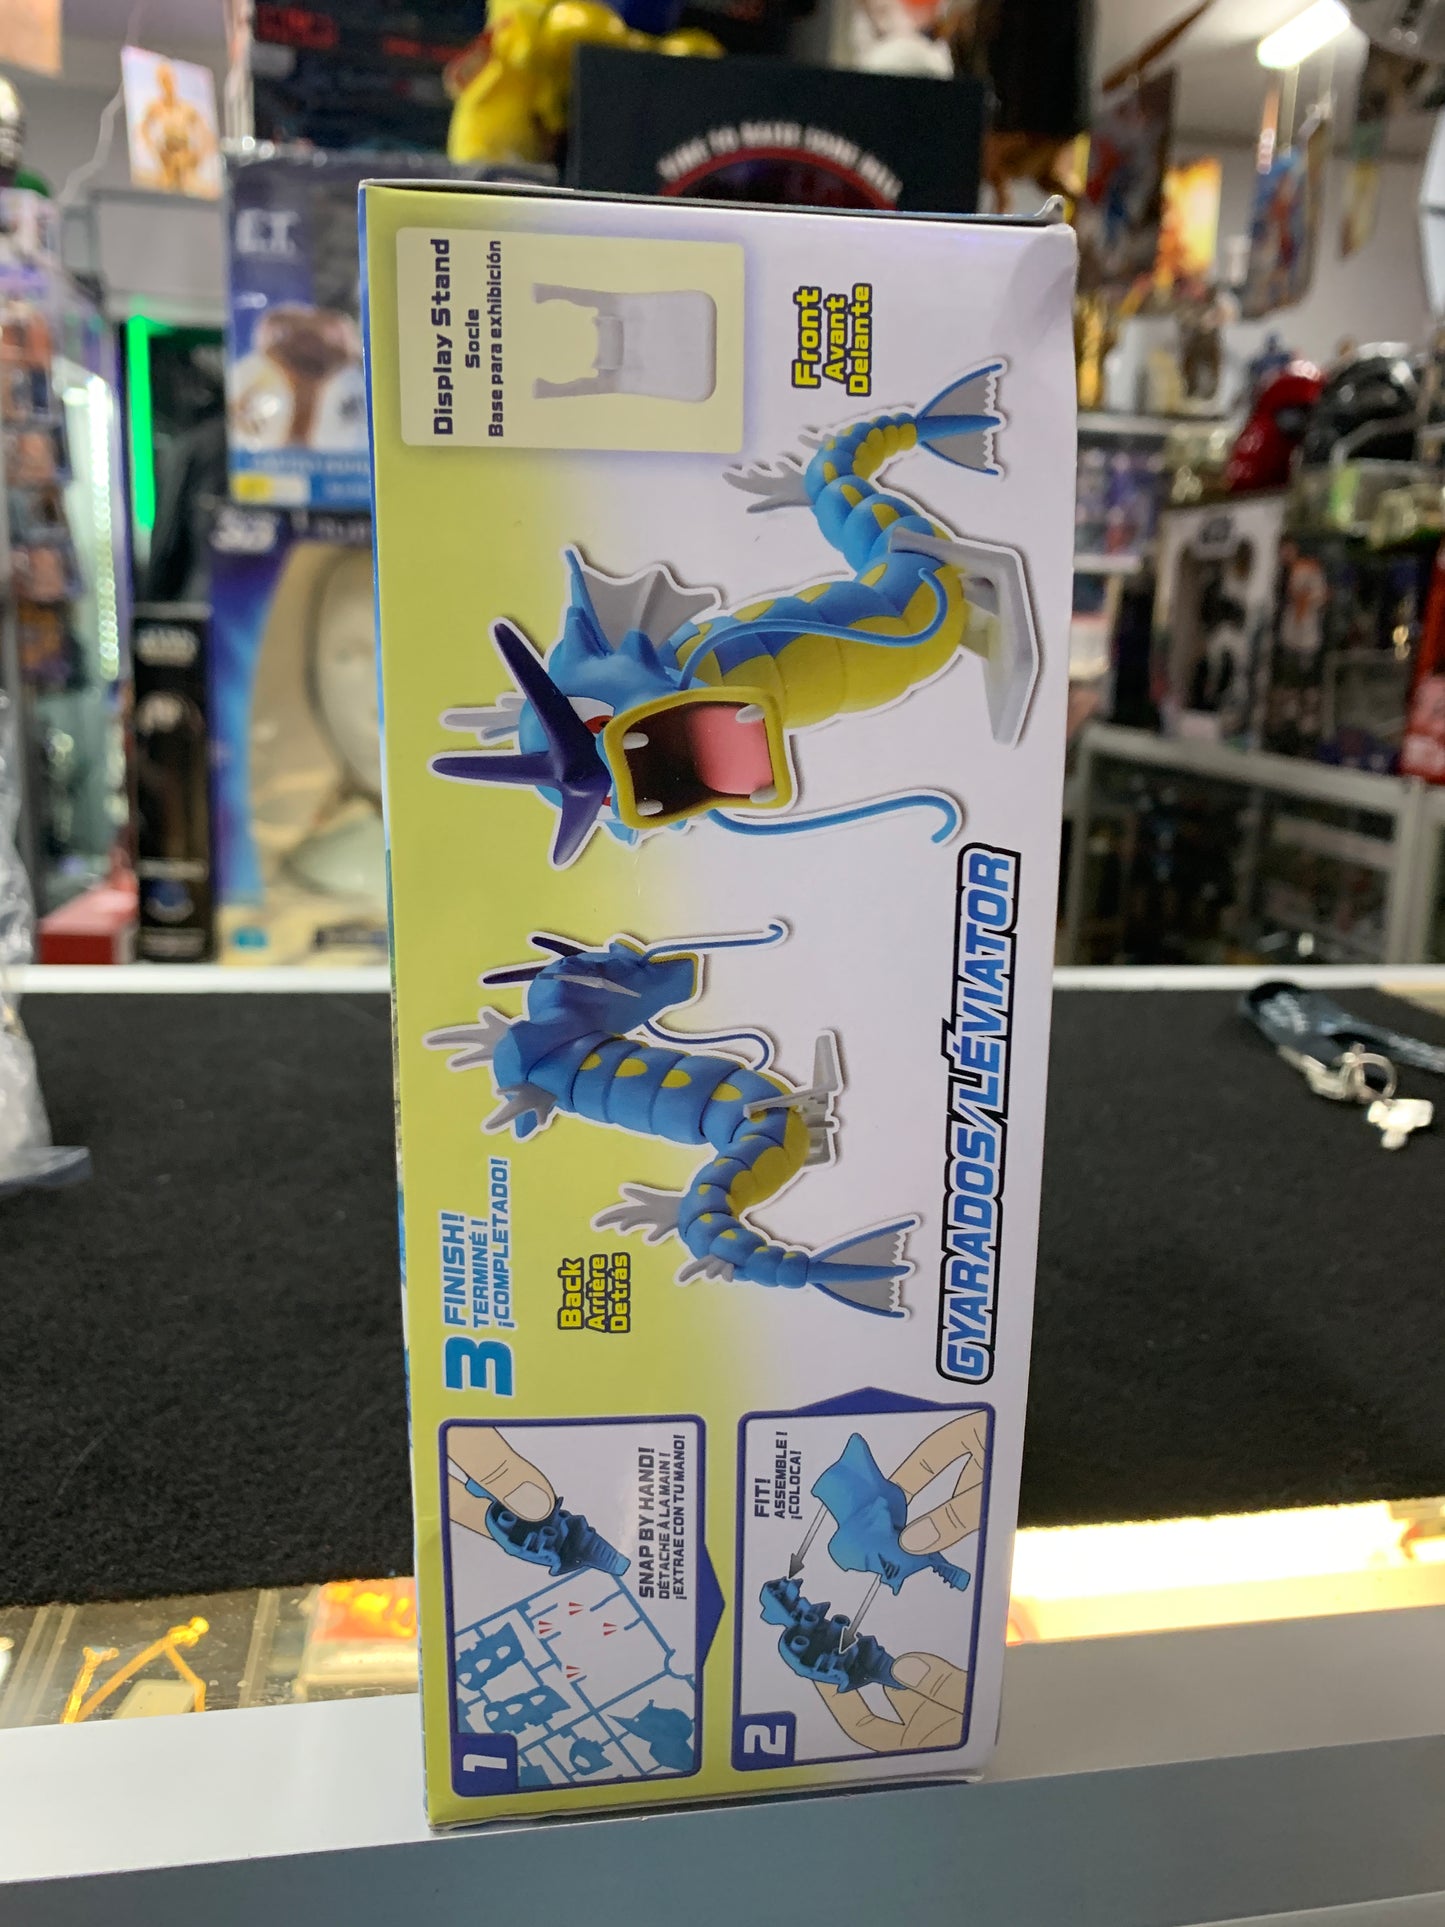 1
SNAP BY HAND!
DÉTACHE À LA MAIN !
¡EXTRAE CON TU MANO!
2
FIT!
ASSEMBLE !
¡COLOCA!
3
FINISH!
TERMINÉ !
¡COMPLETADO!
Back
Arrière
Detrás
Front
Avant
Delante
Display Stand
Socle
Base para exhibición
GYARADOS/LÉVIATOR
E.T.